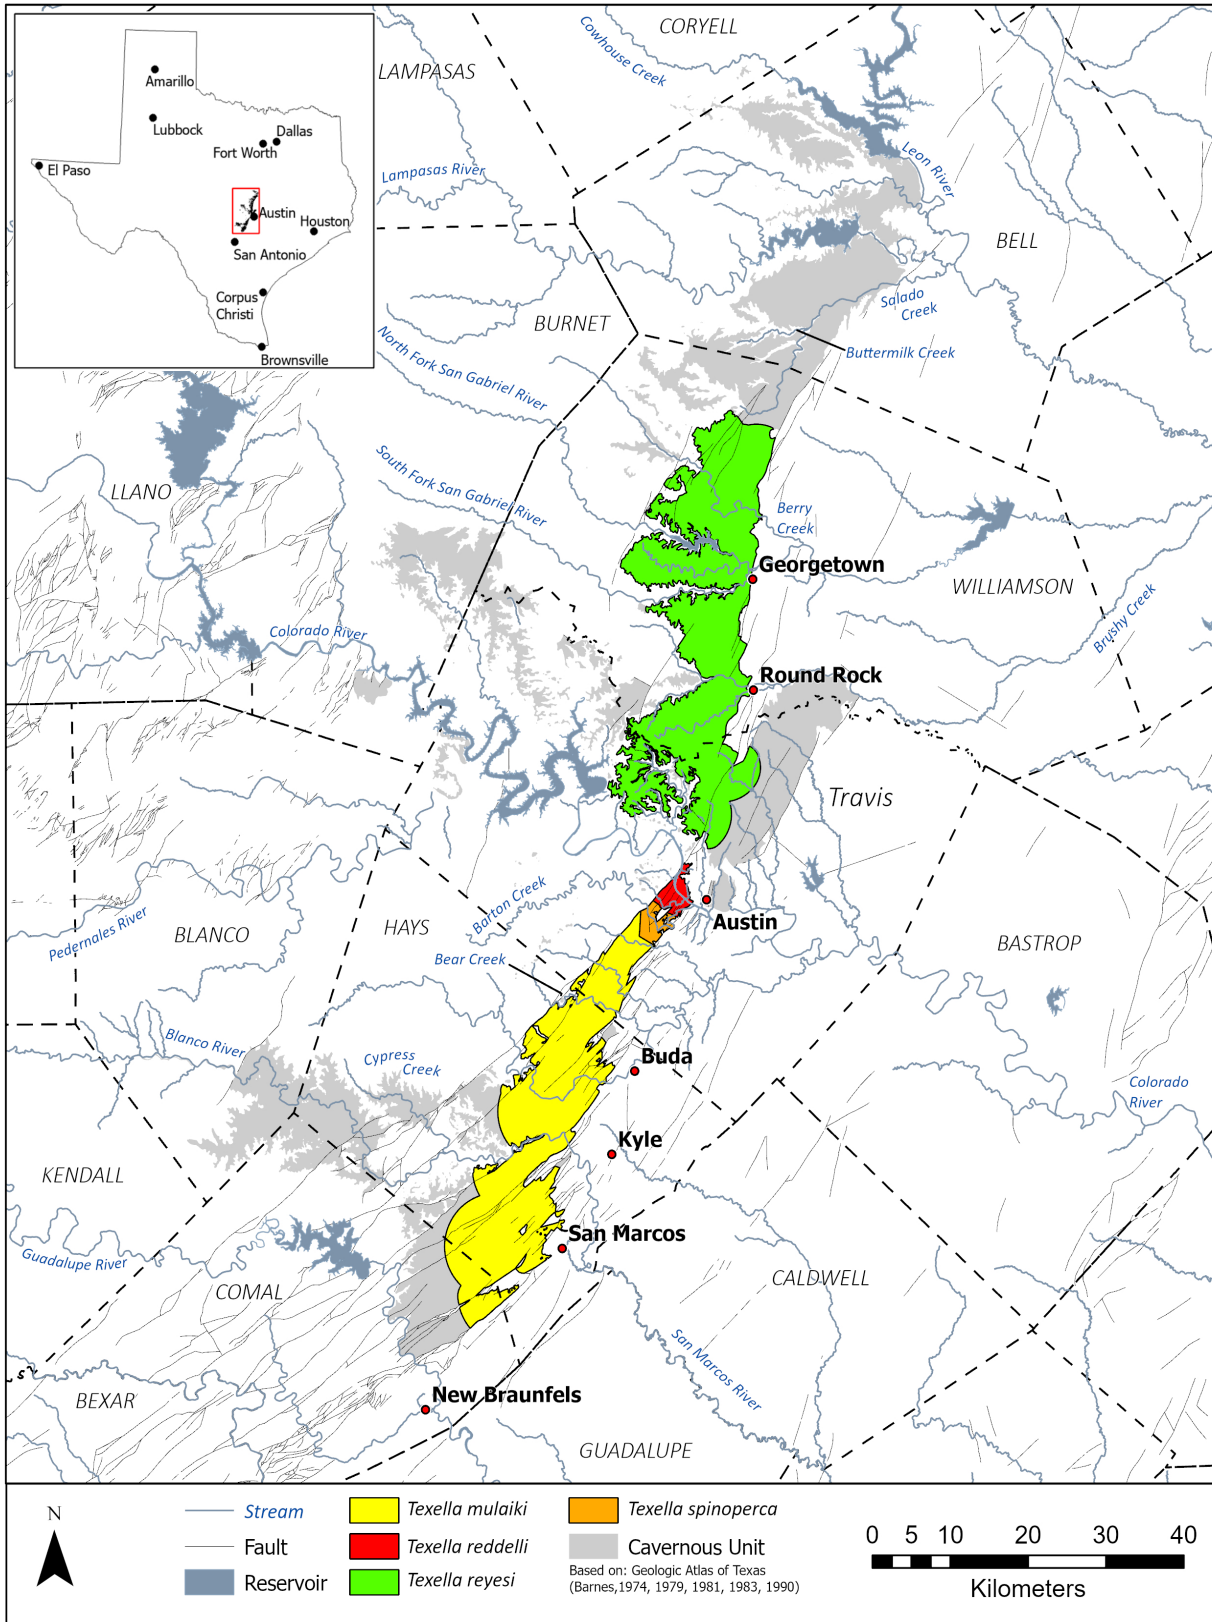 Amarillo
Lubbock
Dallas
Fort Worth
El Paso
Austin
Houston
San Antonio
Corpus
Christi
Brownsville
CORYELL
Cowhouse Creek
LAMPASAS
Leon River
Lampasas River
BELL
Salado
Creek
BURNET
Buttermilk Creek
North Fork San Gabriel River
South Fork San Gabriel River
LLANO
Berry
Creek
Georgetown
WILLIAMSON
Brushy Creek
Colorado River
Round Rock
Travis
Barton Creek
Pedernales River
BLANCO
HAYS
Austin
BASTROP
Bear Creek
Blanco River
Cypress
Creek
Buda
Colorado
River
Kyle
KENDALL
San Marcos
Guadalupe River
COMAL
CALDWELL
San Marcos River
New Braunfels
BEXAR
GUADALUPE
N
Stream
Fault
Reservoir
Texella mulaiki
Texella reddelli
Texella reyesi
Texella spinoperca
Cavernous Unit
Based on: Geologic Atlas of Texas
(Barnes,1974, 1979, 1981, 1983, 1990)
0 5 10 20 30 40
Kilometers